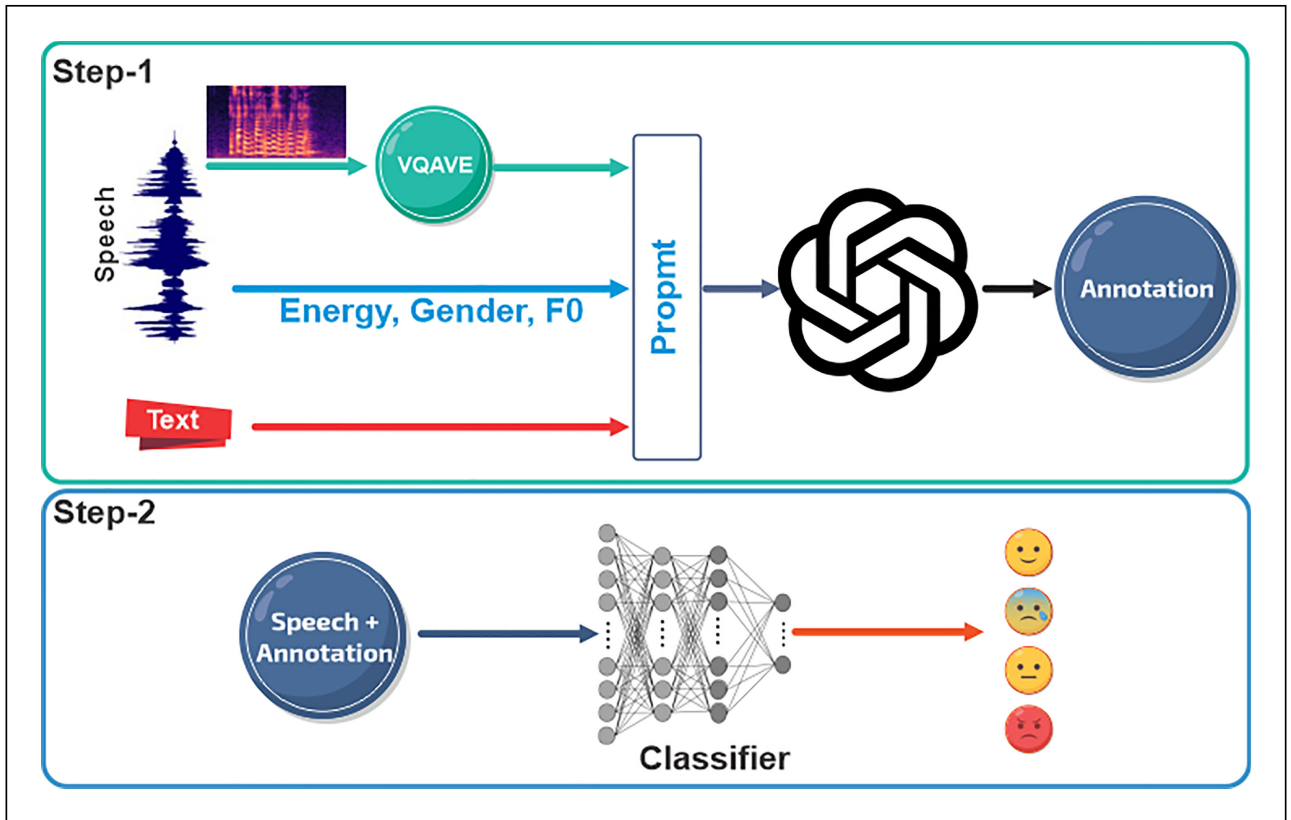 Step-1
VQAVE
Speech
Energy, Gender, F0
Text
Propmt
Annotation
Step-2
Speech +
Annotation
Classifier